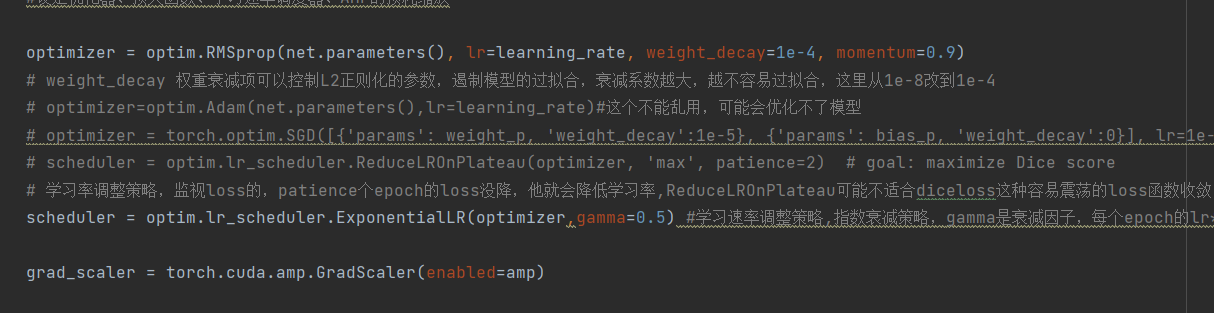 optimizer = optim.RMSprop(net.parameters(), lr=learning_rate, weight_decay=1e-4, momentum=0.9)
# weight_decay 权重衰减项可以控制L2正则化的参数，遏制模型的过拟合，衰减系数越大，越不容易过拟合，这里从1e-8改到1e-4
# optimizer=optim.Adam(net.parameters(),lr=learning_rate)#这个不能乱用，可能会优化不了模型
# optimizer = torch.optim.SGD([{'params': weight_p, 'weight_decay':1e-5}, {'params': bias_p, 'weight_decay':0}], lr=1e-
# scheduler = optim.lr_scheduler.ReduceLROnPlateau(optimizer, 'max', patience=2)  # goal: maximize Dice score
# 学习率调整策略，监视loss的，patience个epoch的loss没降，他就会降低学习率,ReduceLROnPlateau可能不适合diceloss这种容易震荡的loss函数收敛
scheduler = optim.lr_scheduler.ExponentialLR(optimizer,gamma=0.5) #学习速率调整策略,指数衰减策略，gamma是衰减因子，每个epoch的lr
grad_scaler = torch.cuda.amp.GradScaler(enabled=amp)